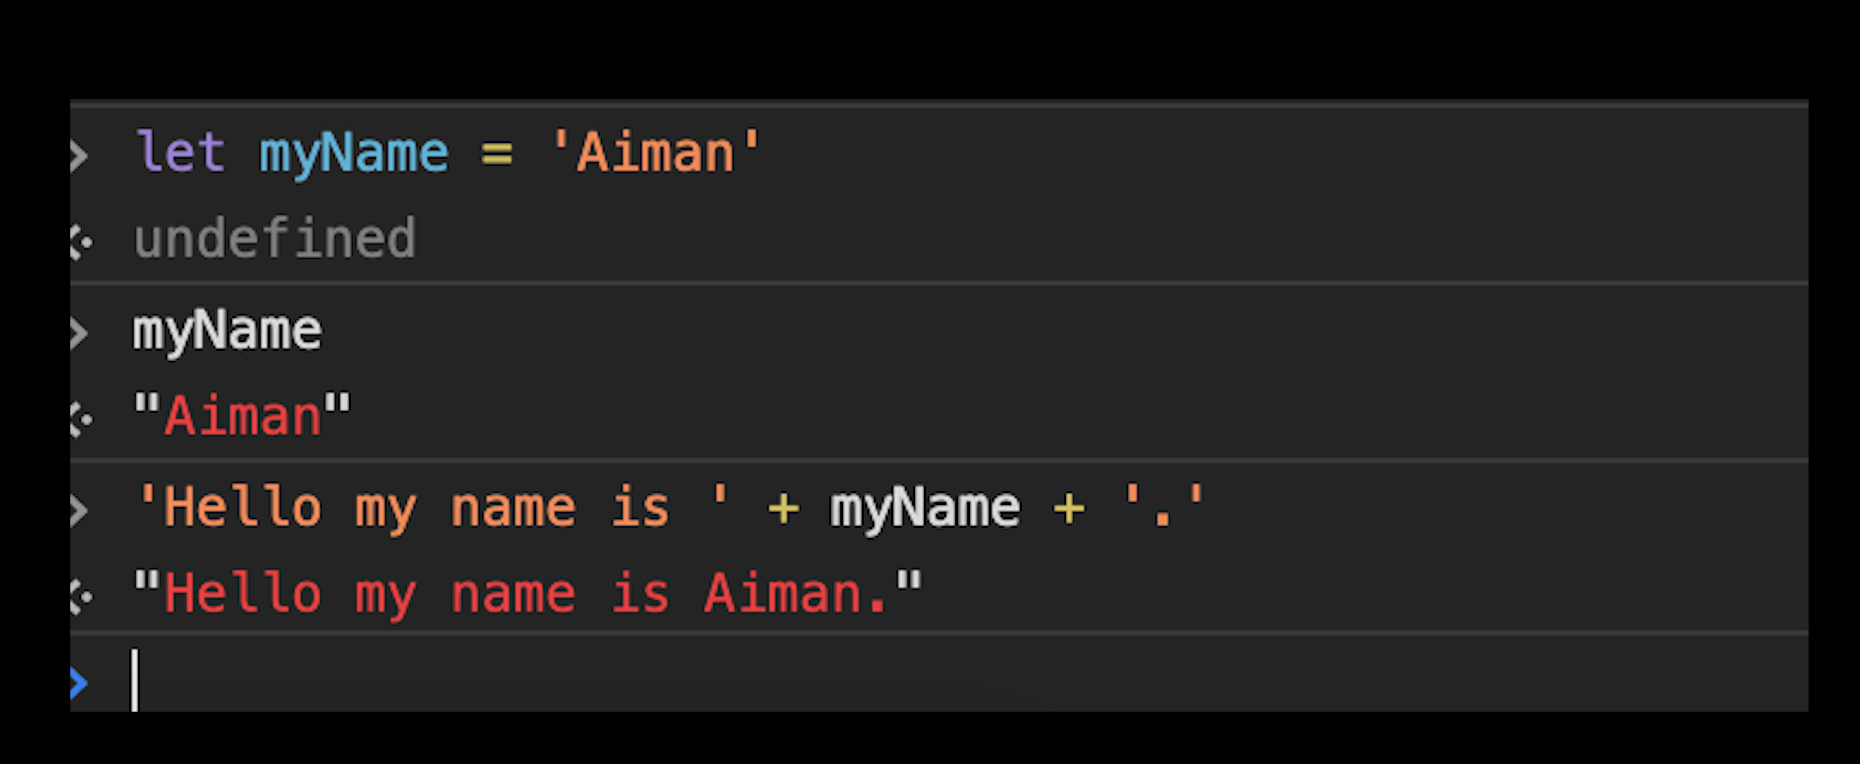 let myName = 'Aiman'
undefined
myName
"Aiman"
'Hello my name is ' + myName + '.'
"Hello my name is Aiman."